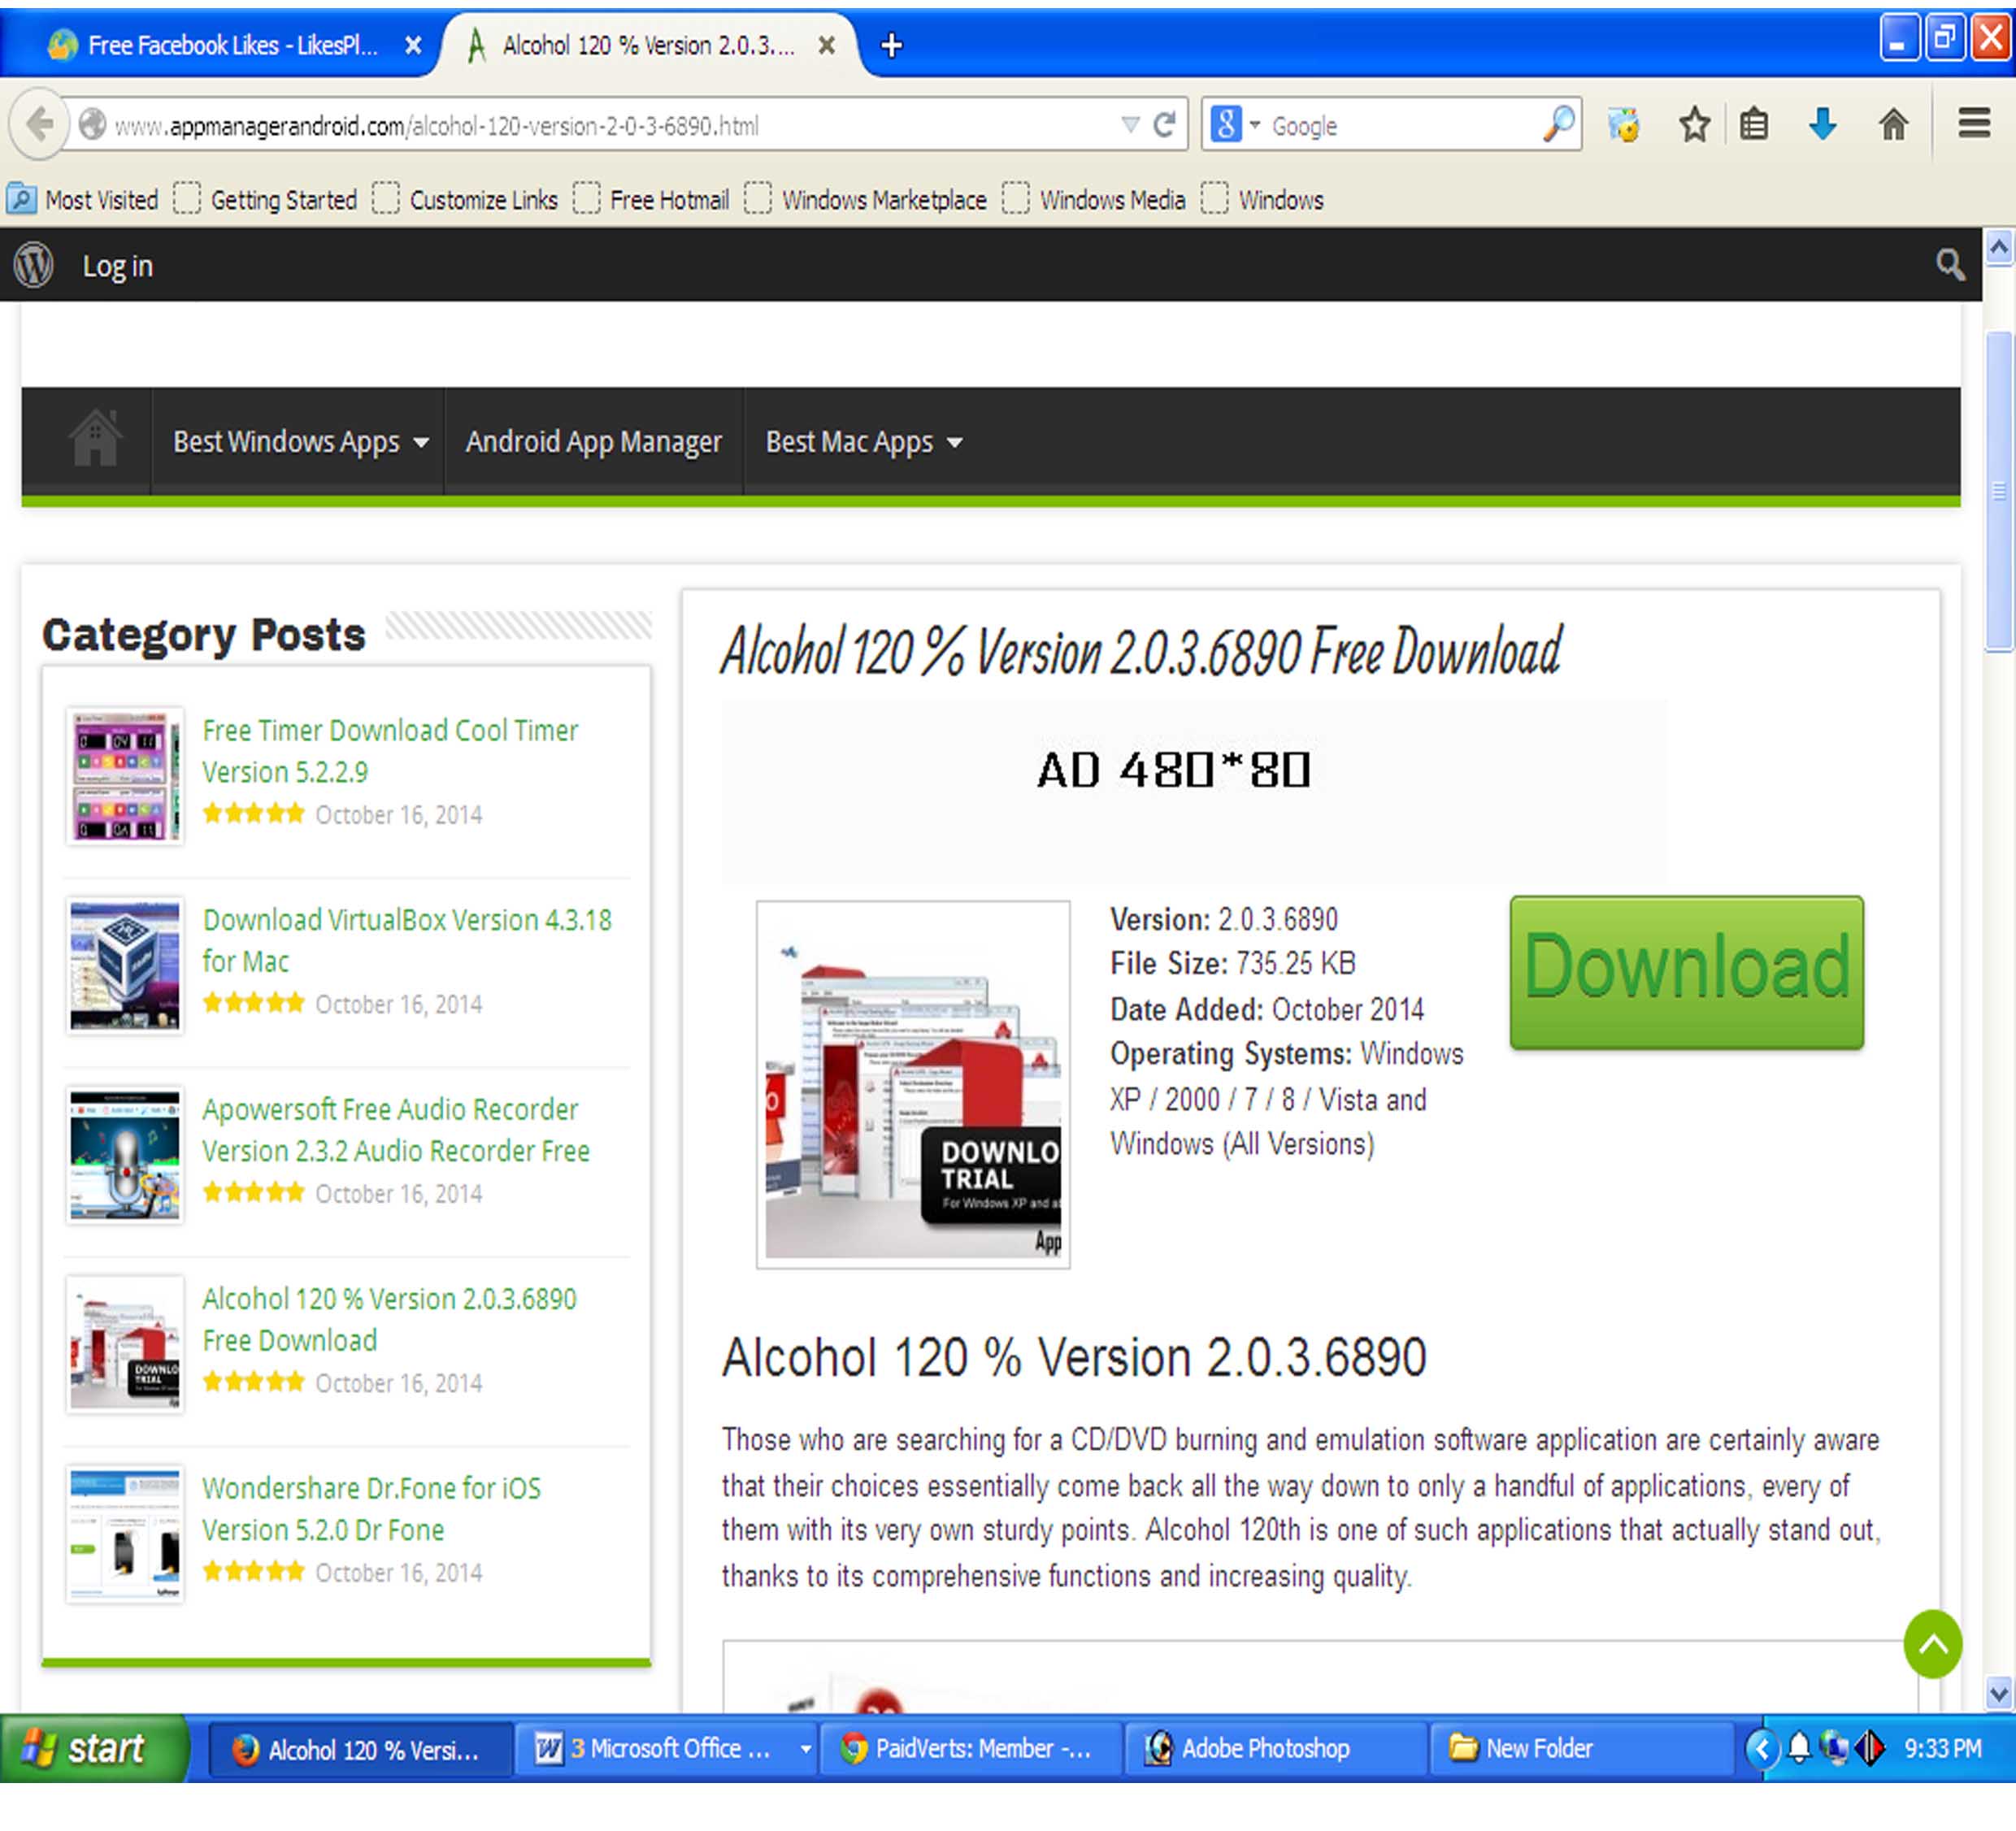 Free Facebook Likes - LikesPl...
Alcohol 120 % Version 2.0.3....
www.appmanagerandroid.com/alcohol-120-version-2-0-3-6890.html
Google
Most Visited Getting Started Customize Links Free Hotmail Windows Marketplace Windows Media Windows
Log in
Best Windows Apps Android App Manager Best Mac Apps
Category Posts
Free Timer Download Cool Timer
Version 5.2.2.9
October 16, 2014
Download VirtualBox Version 4.3.18
for Mac
October 16, 2014
Apowersoft Free Audio Recorder
Version 2.3.2 Audio Recorder Free
October 16, 2014
Alcohol 120 % Version 2.0.3.6890
Free Download
October 16, 2014
Wondershare Dr.Fone for iOS
Version 5.2.0 Dr Fone
October 16, 2014
Alcohol 120 % Version 2.0.3.6890 Free Download
AD 480*80
DOWNLO
TRIAL
For Windows XP and a
App
Version: 2.0.3.6890
File Size: 735.25 KB
Date Added: October 2014
Operating Systems: Windows
XP / 2000 / 7 / 8 / Vista and
Windows (All Versions)
Download
Alcohol 120 % Version 2.0.3.6890
Those who are searching for a CD/DVD burning and emulation software application are certainly aware
that their choices essentially come back all the way down to only a handful of applications, every of
them with its very own sturdy points. Alcohol 120th is one of such applications that actually stand out,
thanks to its comprehensive functions and increasing quality.
start
Alcohol 120 % Versi...
3 Microsoft Office ...
PaidVerts: Member -...
Adobe Photoshop
New Folder
9:33 PM